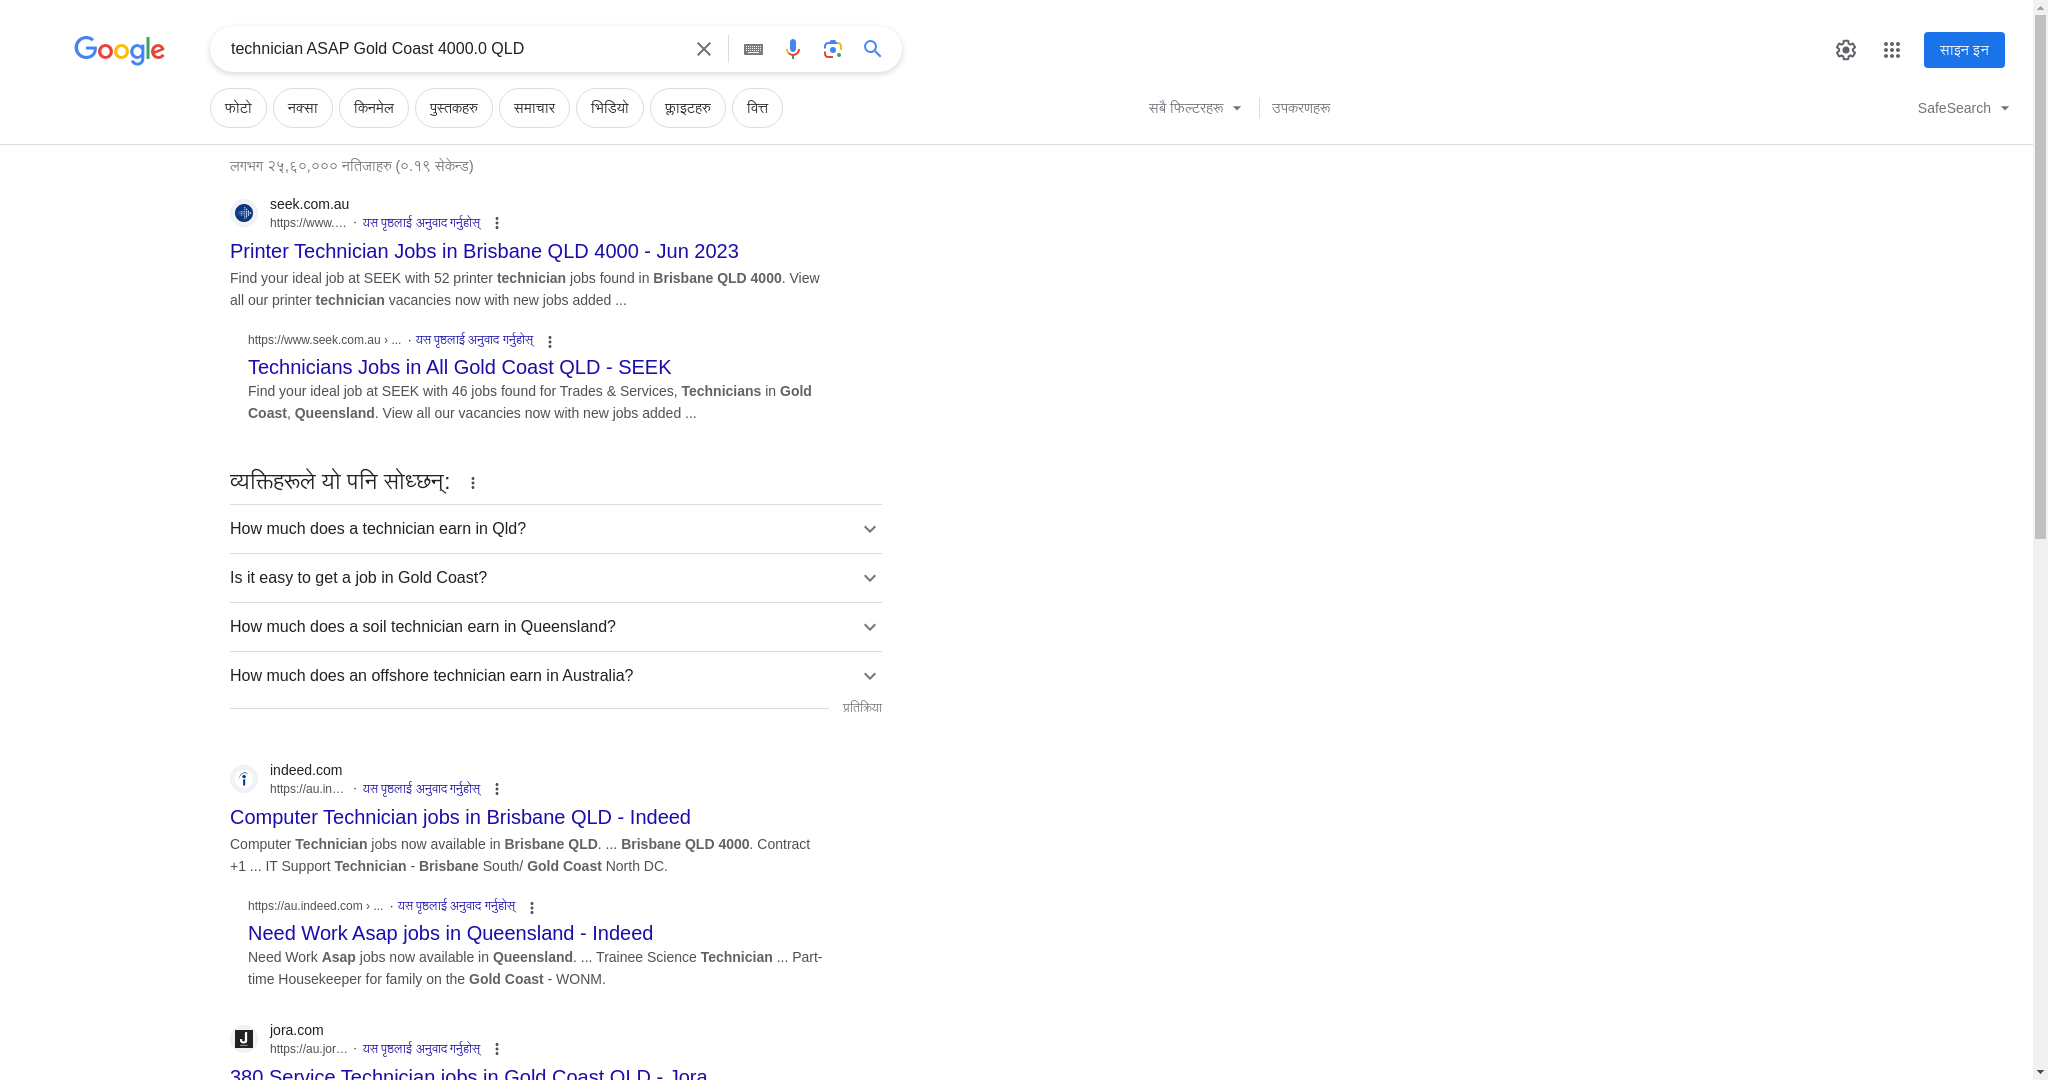 Google
technician ASAP Gold Coast 4000.0 QLD
साइन इन
फोटो
नक्सा
किनमेल
पुस्तकहरु
समाचार
भिडियो
फ्लाइटहरु
वित्त
सबै फिल्टरहरू
उपकरणहरू
SafeSearch
लगभग २५,६०,००० नतिजाहरु (०.१९ सेकेन्ड)
seek.com.au
https://www.… · यस पृष्ठलाई अनुवाद गर्नुहोस्
Printer Technician Jobs in Brisbane QLD 4000 - Jun 2023
Find your ideal job at SEEK with 52 printer technician jobs found in Brisbane QLD 4000. View
all our printer technician vacancies now with new jobs added ...
https://www.seek.com.au › ... · यस पृष्ठलाई अनुवाद गर्नुहोस्
Technicians Jobs in All Gold Coast QLD - SEEK
Find your ideal job at SEEK with 46 jobs found for Trades & Services, Technicians in Gold
Coast, Queensland. View all our vacancies now with new jobs added ...
व्यक्तिहरूले यो पनि सोध्छन्:
How much does a technician earn in Qld?
Is it easy to get a job in Gold Coast?
How much does a soil technician earn in Queensland?
How much does an offshore technician earn in Australia?
प्रतिक्रिया
indeed.com
https://au.in… · यस पृष्ठलाई अनुवाद गर्नुहोस्
Computer Technician jobs in Brisbane QLD - Indeed
Computer Technician jobs now available in Brisbane QLD. ... Brisbane QLD 4000. Contract
+1 ... IT Support Technician - Brisbane South/ Gold Coast North DC.
https://au.indeed.com › ... · यस पृष्ठलाई अनुवाद गर्नुहोस्
Need Work Asap jobs in Queensland - Indeed
Need Work Asap jobs now available in Queensland. ... Trainee Science Technician ... Part-
time Housekeeper for family on the Gold Coast - WONM.
jora.com
https://au.jor… · यस पृष्ठलाई अनुवाद गर्नुहोस्
380 Service Technician jobs in Gold Coast QLD - Jora